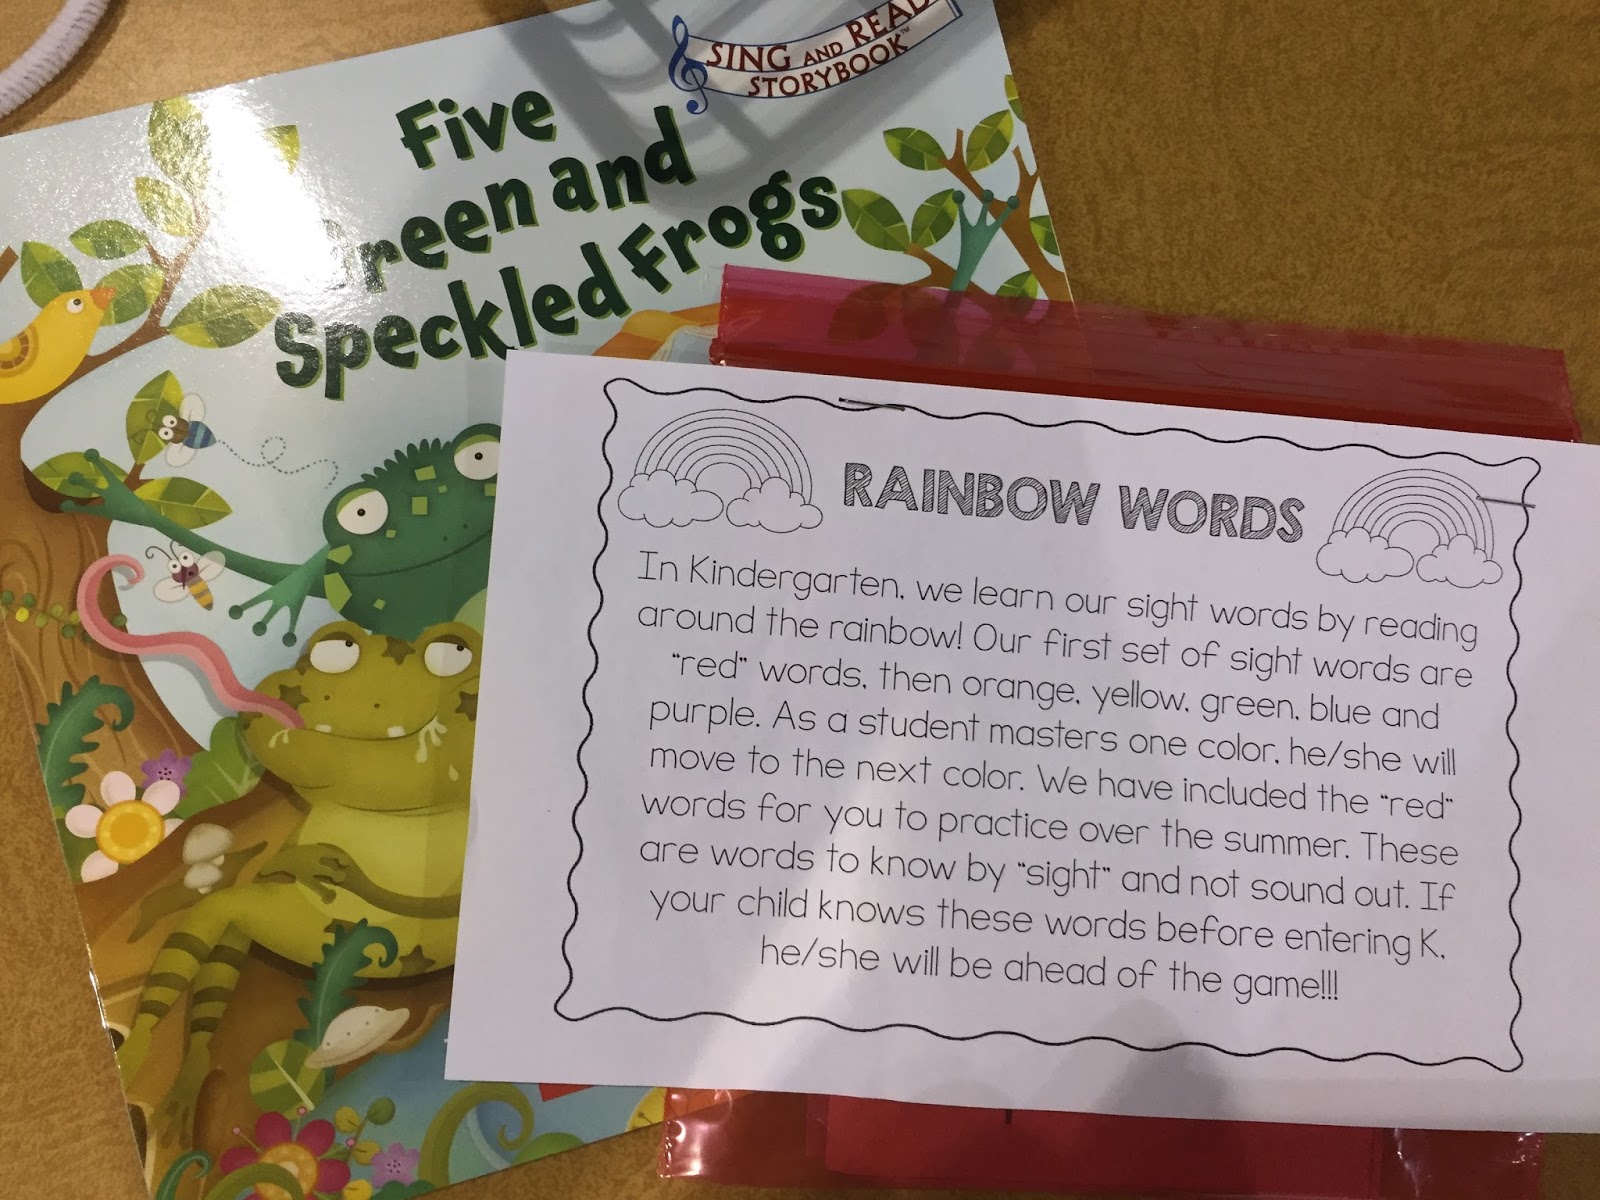 SING AND READ
STORYBOOK™
Five
Green and
Speckled Frogs
RAINBOW WORDS
In Kindergarten, we learn our sight words by reading
around the rainbow! Our first set of sight words are
"red" words, then orange, yellow, green, blue and
purple. As a student masters one color, he/she will
move to the next color. We have included the "red"
words for you to practice over the summer. These
are words to know by "sight" and not sound out. If
your child knows these words before entering K,
he/she will be ahead of the game!!!